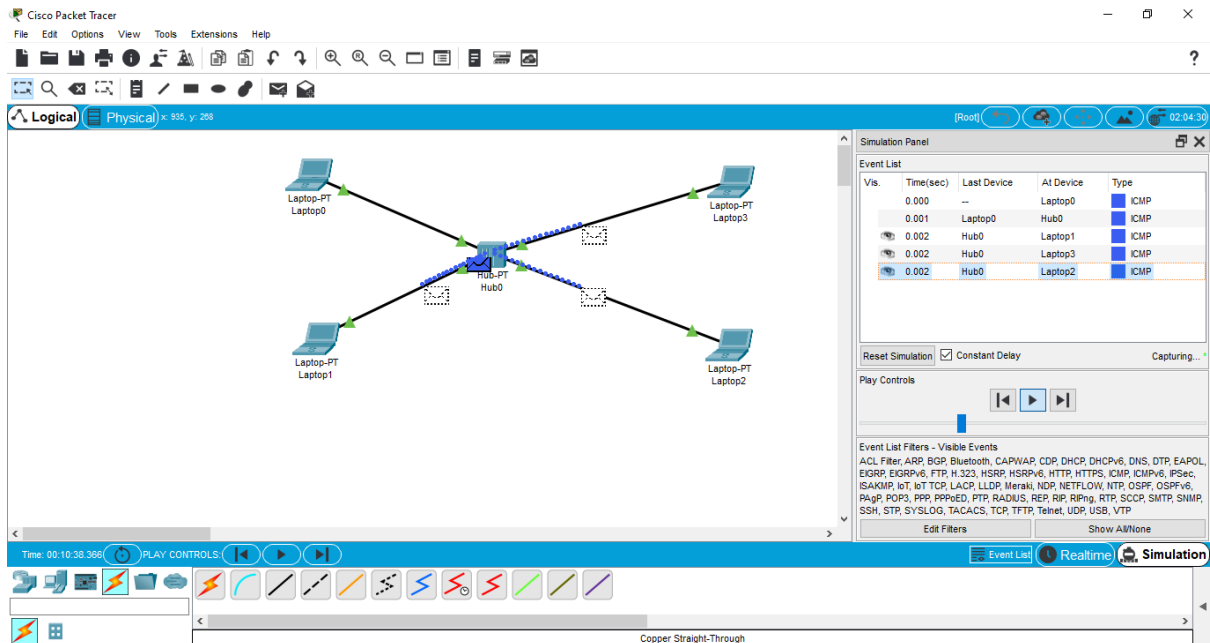 Cisco Packet Tracer
File Edit Options View Tools Extensions Help
?
Logical Physical x: 935, y: 268 [Root] 02:04:30
Simulation Panel
Event List
Vis. Time(sec) Last Device At Device Type
0.000 -- Laptop0 ICMP
0.001 Laptop0 Hub0 ICMP
0.002 Hub0 Laptop1 ICMP
0.002 Hub0 Laptop3 ICMP
0.002 Hub0 Laptop2 ICMP
Reset Simulation Constant Delay Capturing...
Play Controls
Event List Filters - Visible Events
ACL Filter, ARP, BGP, Bluetooth, CAPWAP, CDP, DHCP, DHCPv6, DNS, DTP, EAPOL,
EIGRP, EIGRPv6, FTP, H.323, HSRP, HSRPv6, HTTP, HTTPS, ICMP, ICMPv6, IPSec,
ISAKMP, IoT, IoT TCP, LACP, LLDP, Meraki, NDP, NETFLOW, NTP, OSPF, OSPFv6,
PAgP, POP3, PPP, PPPoED, PTP, RADIUS, REP, RIP, RIPng, RTP, SCCP, SMTP, SNMP,
SSH, STP, SYSLOG, TACACS, TCP, TFTP, Telnet, UDP, USB, VTP
Edit Filters Show All/None
Laptop-PT
Laptop0
Laptop-PT
Laptop3
Hub-PT
Hub0
Laptop-PT
Laptop1
Laptop-PT
Laptop2
Time: 00:10:38.366 PLAY CONTROLS: Event List Realtime Simulation
Copper Straight-Through